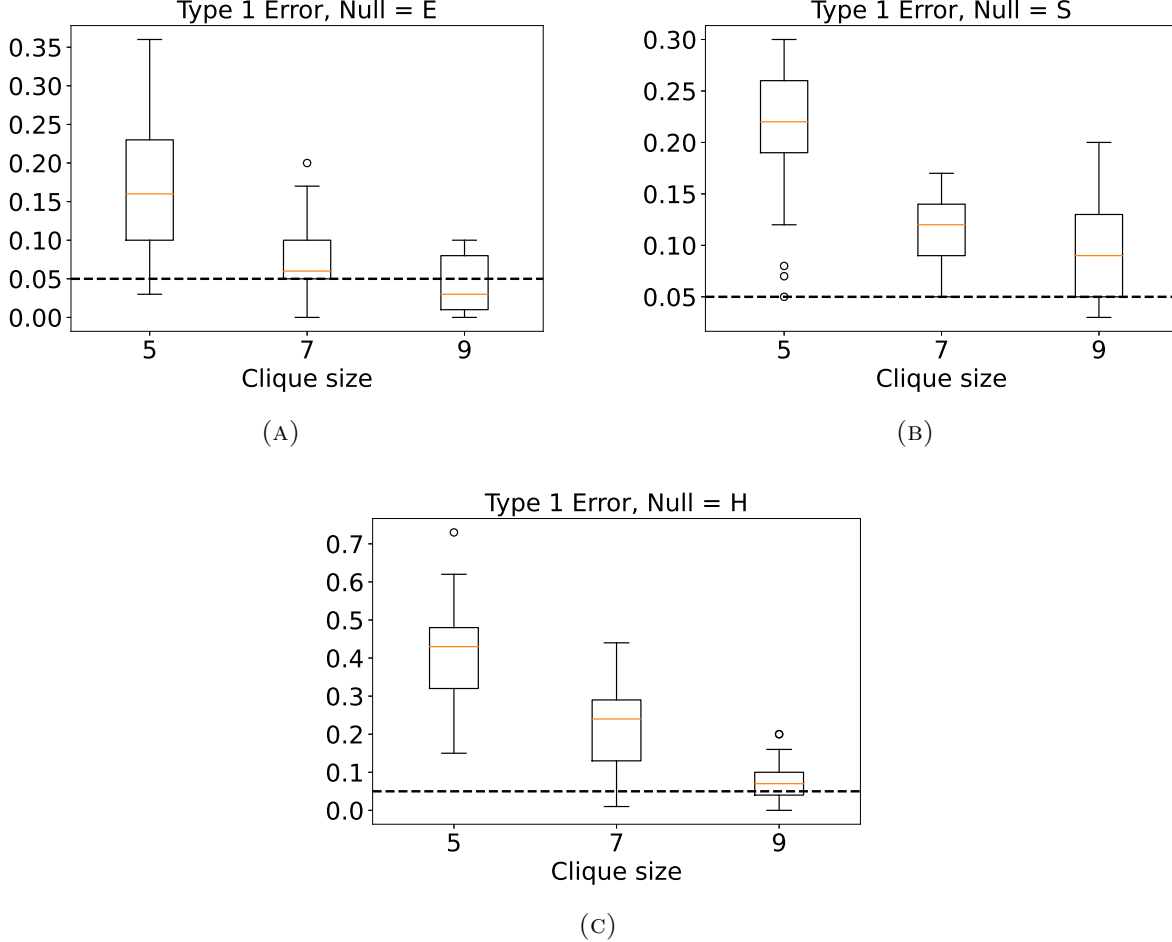 Type 1 Error, Null = E
0.35
0.30
0.25
0.20
0.15
0.10
0.05
0.00
5 7 9
Clique size
(A)
Type 1 Error, Null = S
0.30
0.25
0.20
0.15
0.10
0.05
5 7 9
Clique size
(B)
Type 1 Error, Null = H
0.7
0.6
0.5
0.4
0.3
0.2
0.1
0.0
5 7 9
Clique size
(C)